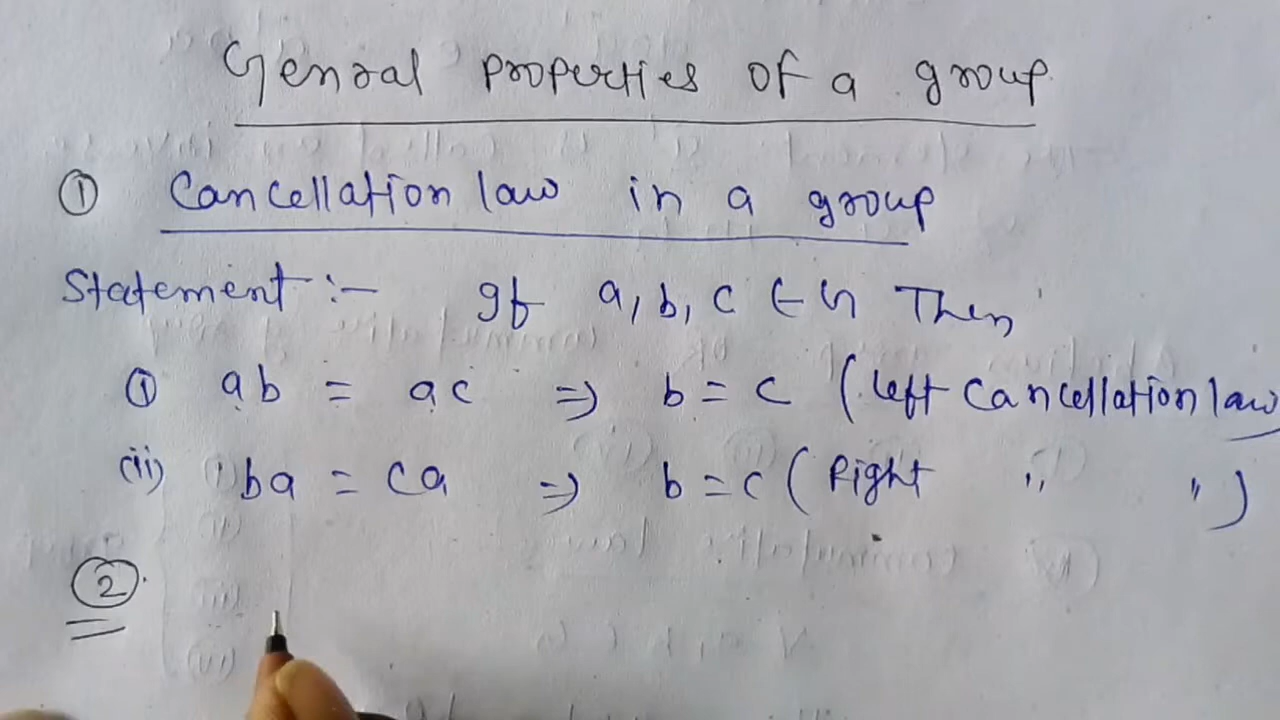 Genral properties of a group
① Cancellation law in a group
Statement :- If a, b, c ∈ G Then
① ab = ac ⇒ b = c (left Cancellation law
(ii) ba = ca ⇒ b = c (Right " ")
②